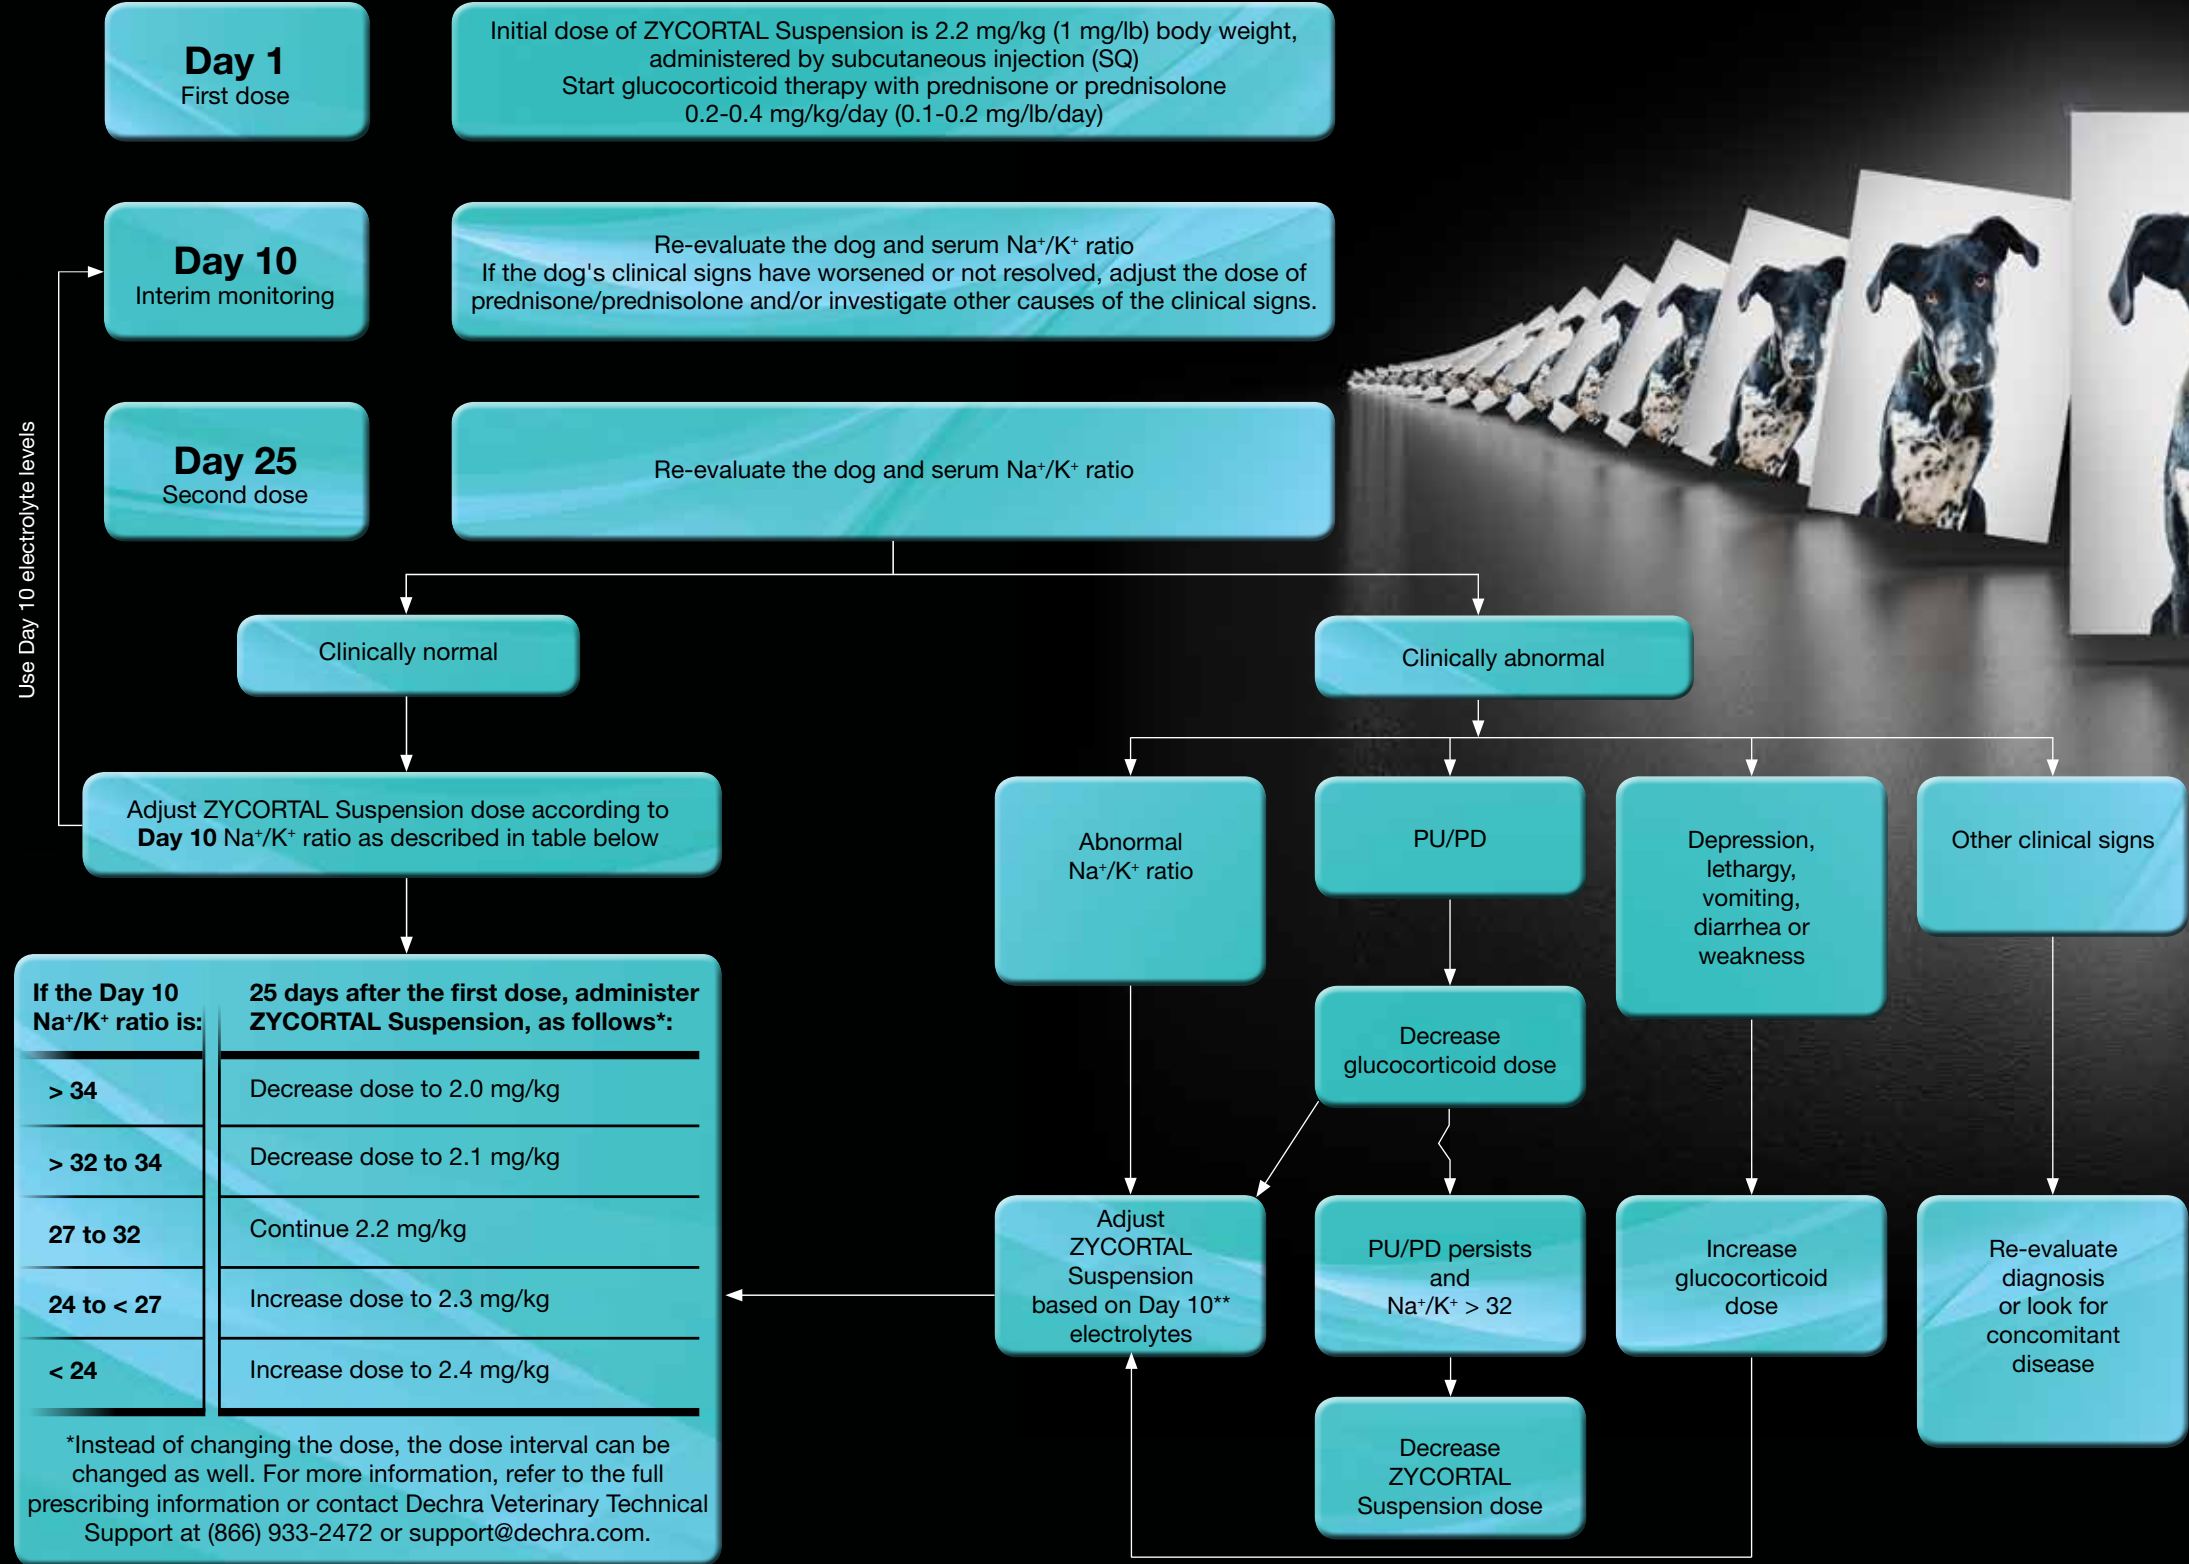 Day 1
First dose
Initial dose of ZYCORTAL Suspension is 2.2 mg/kg (1 mg/lb) body weight,
administered by subcutaneous injection (SQ)
Start glucocorticoid therapy with prednisone or prednisolone
0.2-0.4 mg/kg/day (0.1-0.2 mg/lb/day)
Day 10
Interim monitoring
Re-evaluate the dog and serum Na⁺/K⁺ ratio
If the dog's clinical signs have worsened or not resolved, adjust the dose of
prednisone/prednisolone and/or investigate other causes of the clinical signs.
Use Day 10 electrolyte levels
Day 25
Second dose
Re-evaluate the dog and serum Na⁺/K⁺ ratio
Clinically normal
Clinically abnormal
Adjust ZYCORTAL Suspension dose according to
Day 10 Na⁺/K⁺ ratio as described in table below
Abnormal
Na⁺/K⁺ ratio
PU/PD
Depression,
lethargy,
vomiting,
diarrhea or
weakness
Other clinical signs
If the Day 10
Na⁺/K⁺ ratio is:
25 days after the first dose, administer
ZYCORTAL Suspension, as follows*:
> 34
Decrease dose to 2.0 mg/kg
> 32 to 34
Decrease dose to 2.1 mg/kg
27 to 32
Continue 2.2 mg/kg
24 to < 27
Increase dose to 2.3 mg/kg
< 24
Increase dose to 2.4 mg/kg
*Instead of changing the dose, the dose interval can be
changed as well. For more information, refer to the full
prescribing information or contact Dechra Veterinary Technical
Support at (866) 933-2472 or support@dechra.com.
Decrease
glucocorticoid dose
Adjust
ZYCORTAL
Suspension
based on Day 10**
electrolytes
PU/PD persists
and
Na⁺/K⁺ > 32
Increase
glucocorticoid
dose
Re-evaluate
diagnosis
or look for
concomitant
disease
Decrease
ZYCORTAL
Suspension dose